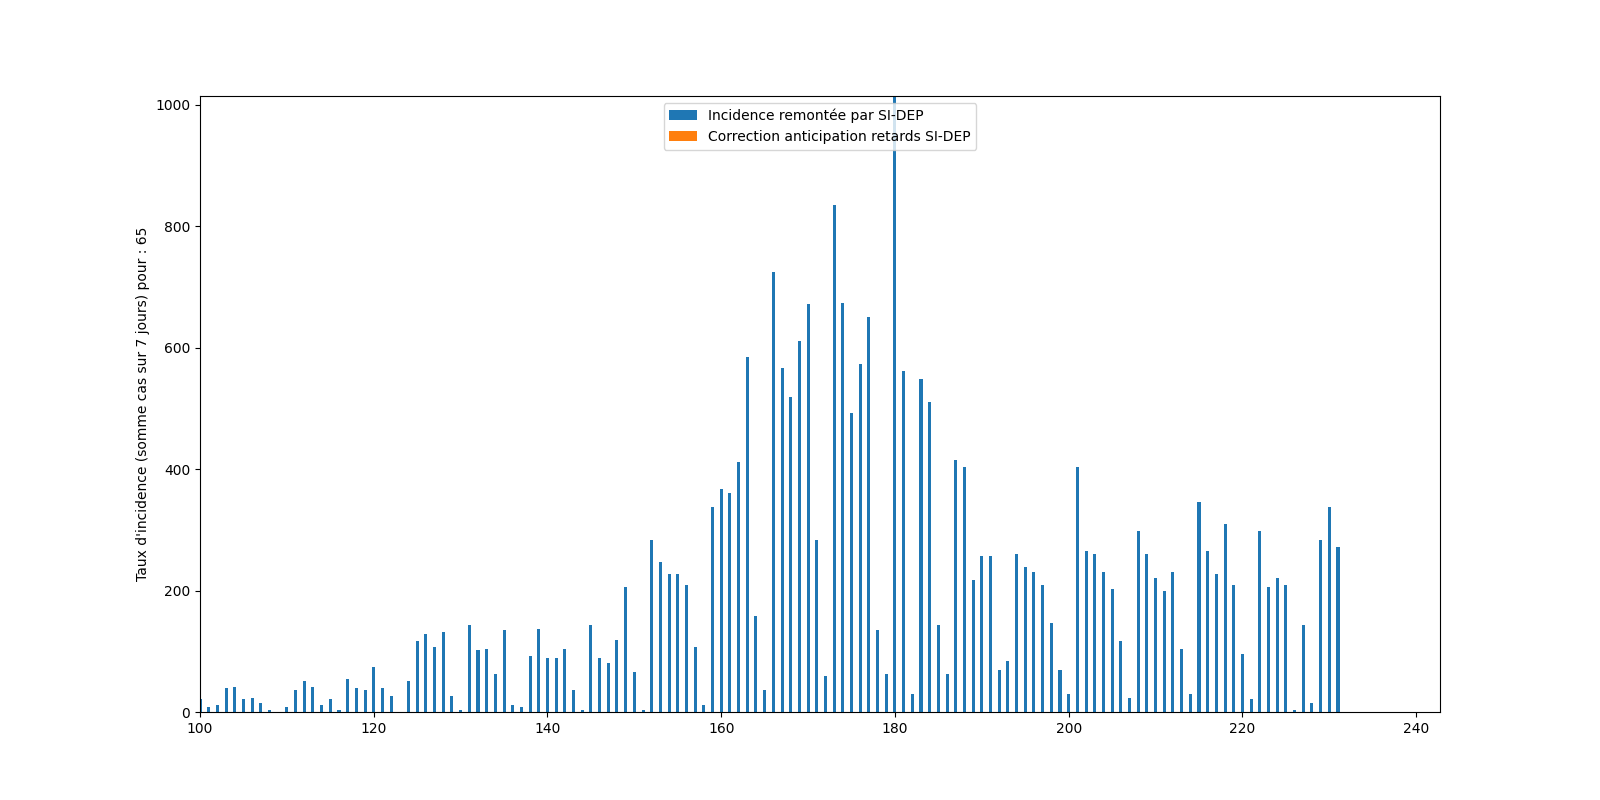 Incidence remontée par SI-DEP
Correction anticipation retards SI-DEP
Taux d'incidence (somme cas sur 7 jours) pour : 65
1000
800
600
400
200
0
100 120 140 160 180 200 220 240